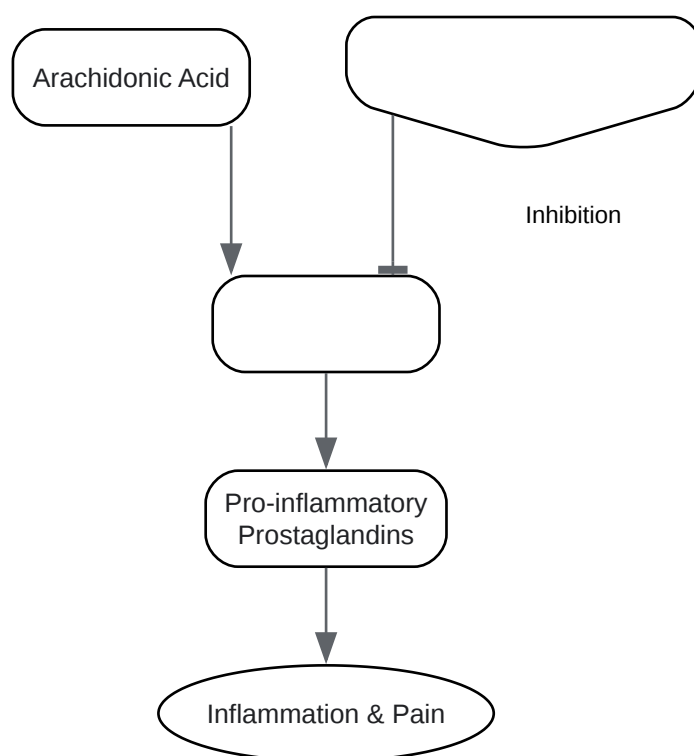 Arachidonic Acid
Inhibition
Pro-inflammatory
Prostaglandins
Inflammation & Pain